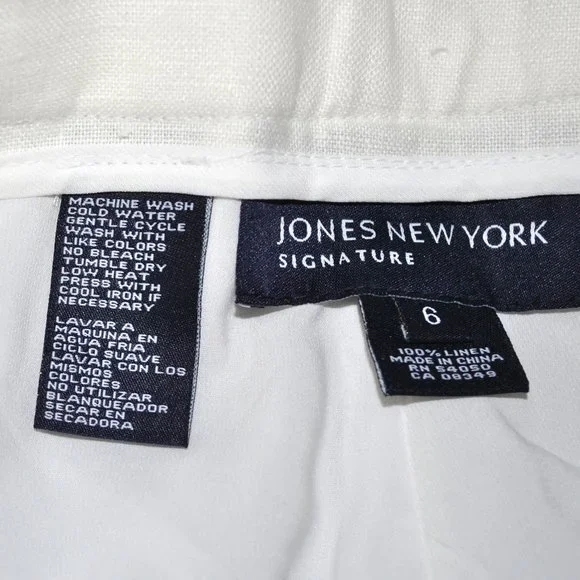 MACHINE WASH
COLD WATER
GENTLE CYCLE
WASH WITH
LIKE COLORS
NO BLEACH
TUMBLE DRY
LOW HEAT
PRESS WITH
COOL IRON IF
NECESSARY
LAVAR A
MAQUINA EN
AGUA FRIA
CICLO SUAVE
LAVAR CON LOS
MISMOS
COLORES
NO UTILIZAR
BLANQUEADOR
SECAR EN
SECADORA
JONES NEW YORK
SIGNATURE
6
100% LINEN
MADE IN CHINA
RN 54050
CA 08349